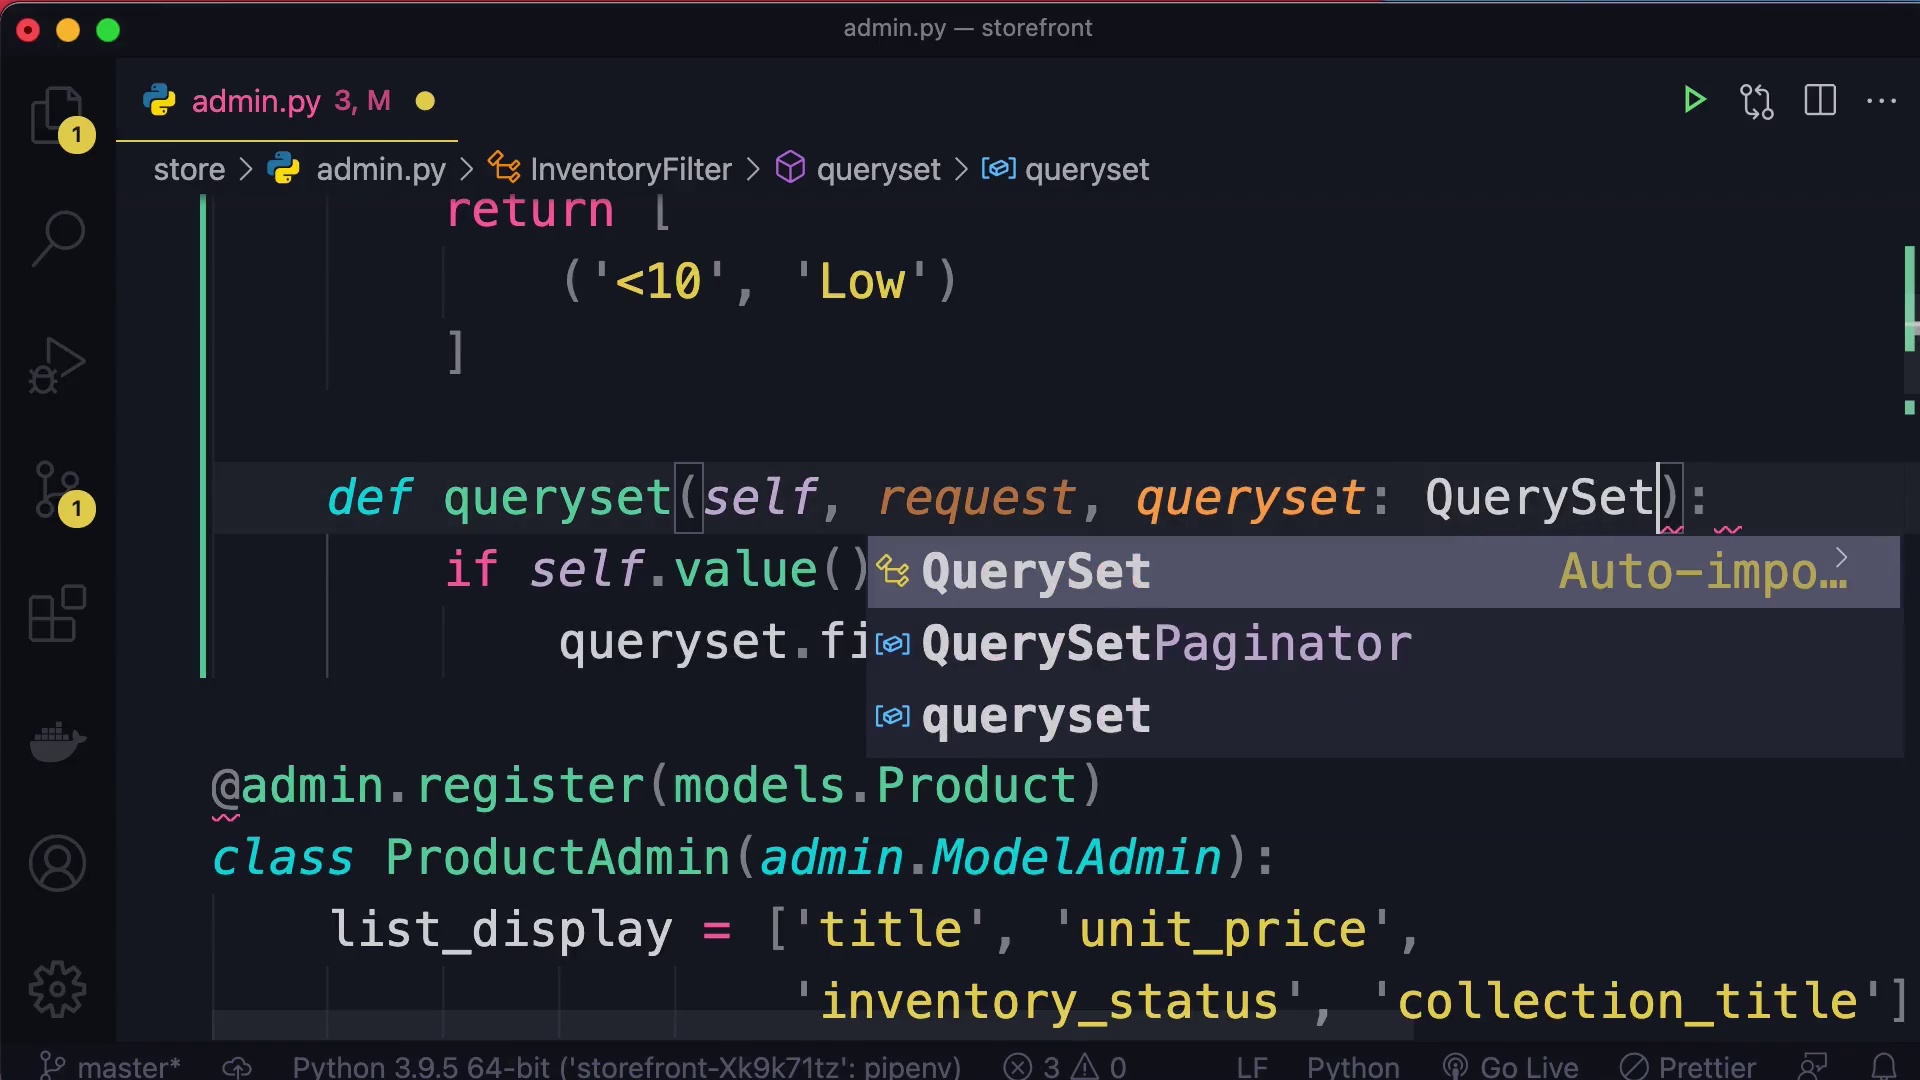 admin.py — storefront
admin.py 3, M
1
store > admin.py > InventoryFilter > queryset > queryset
return [
('<10', 'Low')
]
def queryset(self, request, queryset: QuerySet):
if self.value()
QuerySet Auto-impo…
queryset.fi
QuerySetPaginator
queryset
1
@admin.register(models.Product)
class ProductAdmin(admin.ModelAdmin):
list_display = ['title', 'unit_price',
'inventory_status', 'collection_title']
master* Python 3.9.5 64-bit ('storefront-Xk9k71tz': pipenv) 3 0 LF Python Go Live Prettier